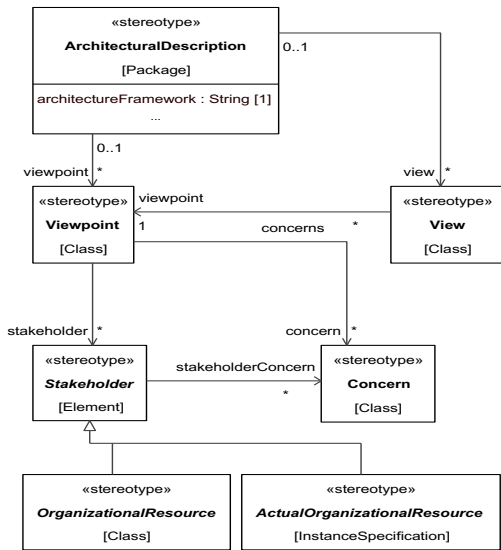 «stereotype»
ArchitecturalDescription
[Package]
architectureFramework : String [1]
...
0..1
0..1
viewpoint
*
view
*
«stereotype»
Viewpoint
[Class]
viewpoint
1
*
«stereotype»
View
[Class]
concerns
stakeholder
*
concern
*
«stereotype»
Stakeholder
[Element]
stakeholderConcern
*
«stereotype»
Concern
[Class]
«stereotype»
OrganizationalResource
[Class]
«stereotype»
ActualOrganizationalResource
[InstanceSpecification]